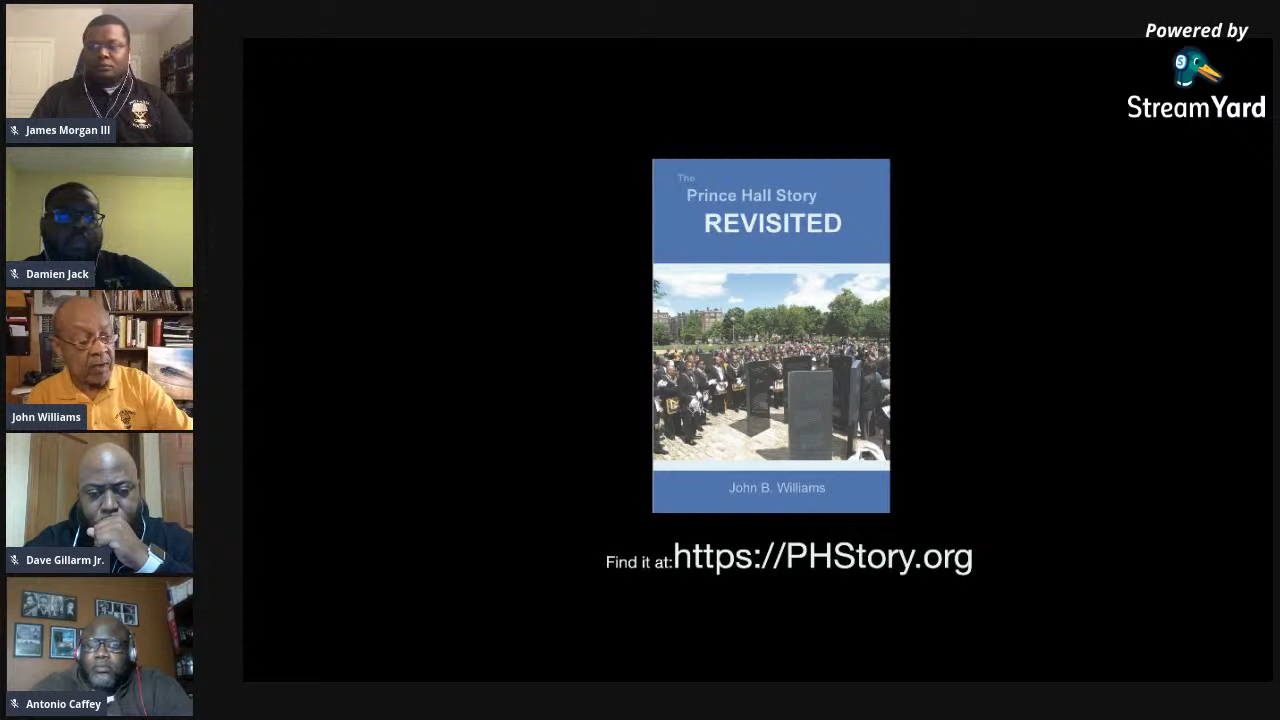 James Morgan III
Damien Jack
John Williams
Dave Gillarm Jr.
Antonio Caffey
Powered by
StreamYard
The
Prince Hall Story
REVISITED
John B. Williams
Find it at:https://PHStory.org